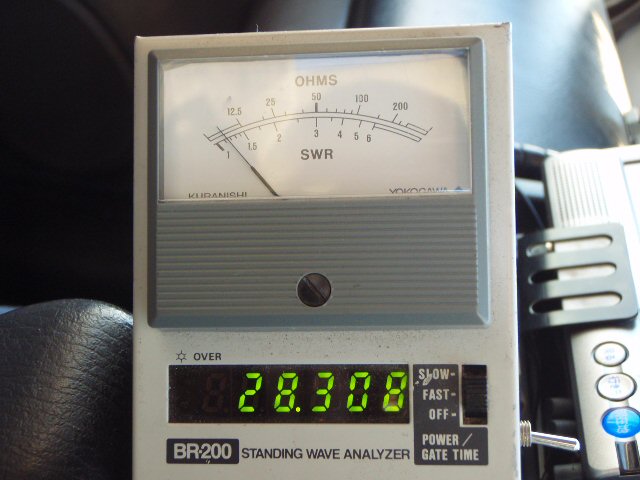 OHMS
12.5 25 50 100 200
1 1.5 2 3 4 5 6
SWR
KURANISHI YOKOGAWA
OVER
28.308
SLOW-
FAST-
OFF-
POWER/
GATE TIME
BR-200 STANDING WAVE ANALYZER